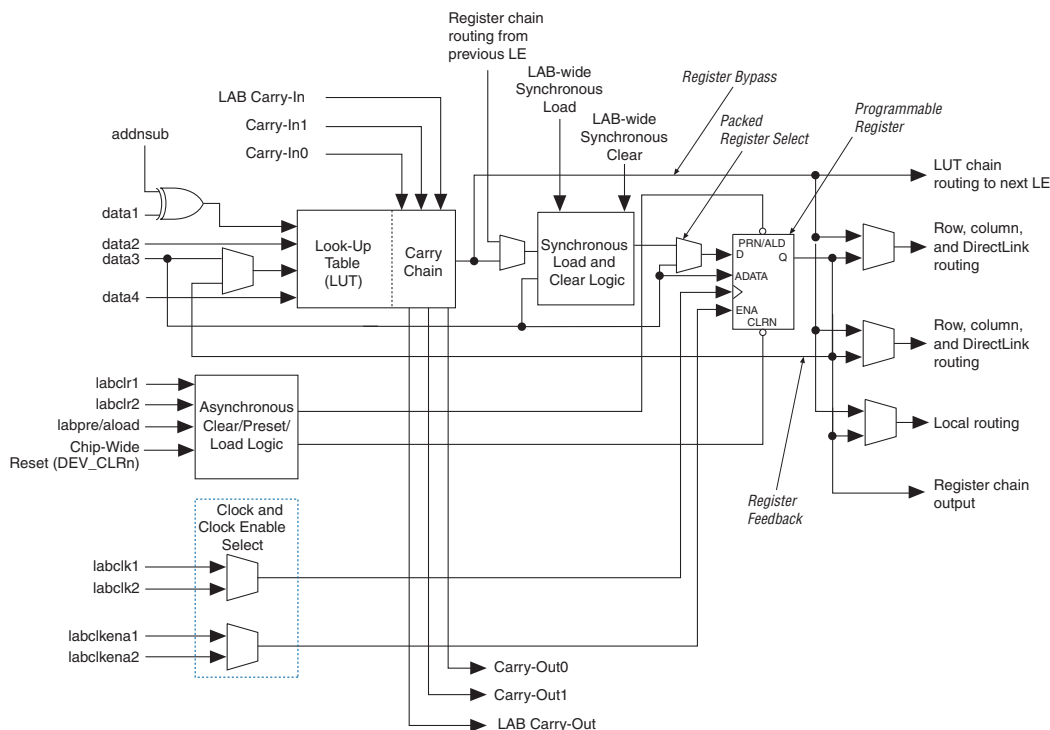 Register chain
routing from
previous LE
LAB-wide
Synchronous
Load
LAB-wide
Synchronous
Clear
Register Bypass
Packed
Register Select
Programmable
Register
LAB Carry-In
Carry-In1
Carry-In0
addnsub
data1
data2
data3
data4
Look-Up
Table
(LUT)
Carry
Chain
Synchronous
Load and
Clear Logic
PRN/ALD
D
Q
ADATA
ENA
CLRN
LUT chain
routing to next LE
Row, column,
and DirectLink
routing
Row, column,
and DirectLink
routing
Local routing
Register chain
output
Register
Feedback
labclr1
labclr2
labpre/aload
Chip-Wide
Reset (DEV_CLRn)
Asynchronous
Clear/Preset/
Load Logic
Clock and
Clock Enable
Select
labclk1
labclk2
labclkena1
labclkena2
Carry-Out0
Carry-Out1
LAB Carry-Out